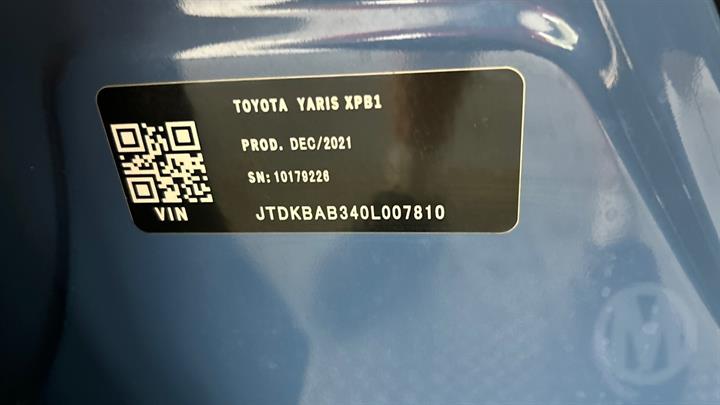 TOYOTA YARIS XPB1
PROD. DEC/2021
SN: 10179226
VIN JTDKBAB340L007810
M